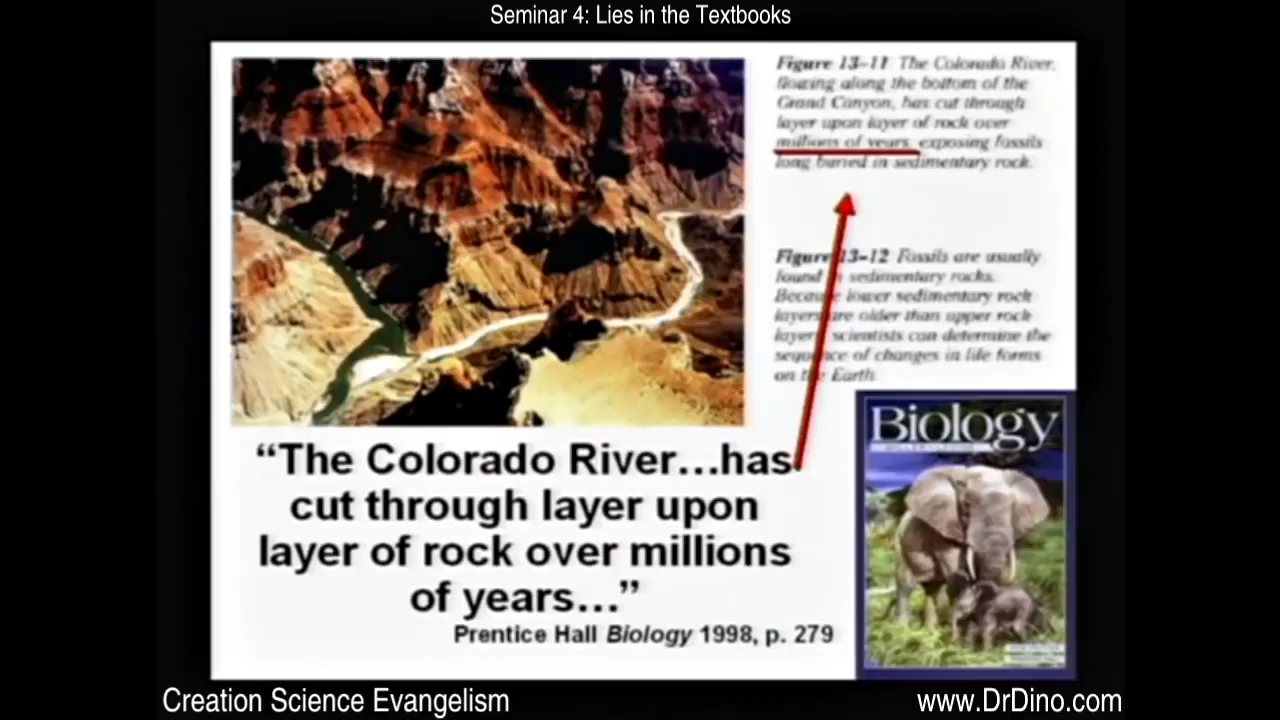 Seminar 4: Lies in the Textbooks
Figure 13–11 The Colorado River,
flowing along the bottom of the
Grand Canyon, has cut through
layer upon layer of rock over
millions of years, exposing fossils
long buried in sedimentary rock.
Figure 13–12 Fossils are usually
found in sedimentary rocks.
Because lower sedimentary rock
layers are older than upper rock
layers, scientists can determine the
sequence of changes in life forms
on the Earth
Biology
“The Colorado River...has
cut through layer upon
layer of rock over millions
of years...”
Prentice Hall Biology 1998, p. 279
Creation Science Evangelism
www.DrDino.com